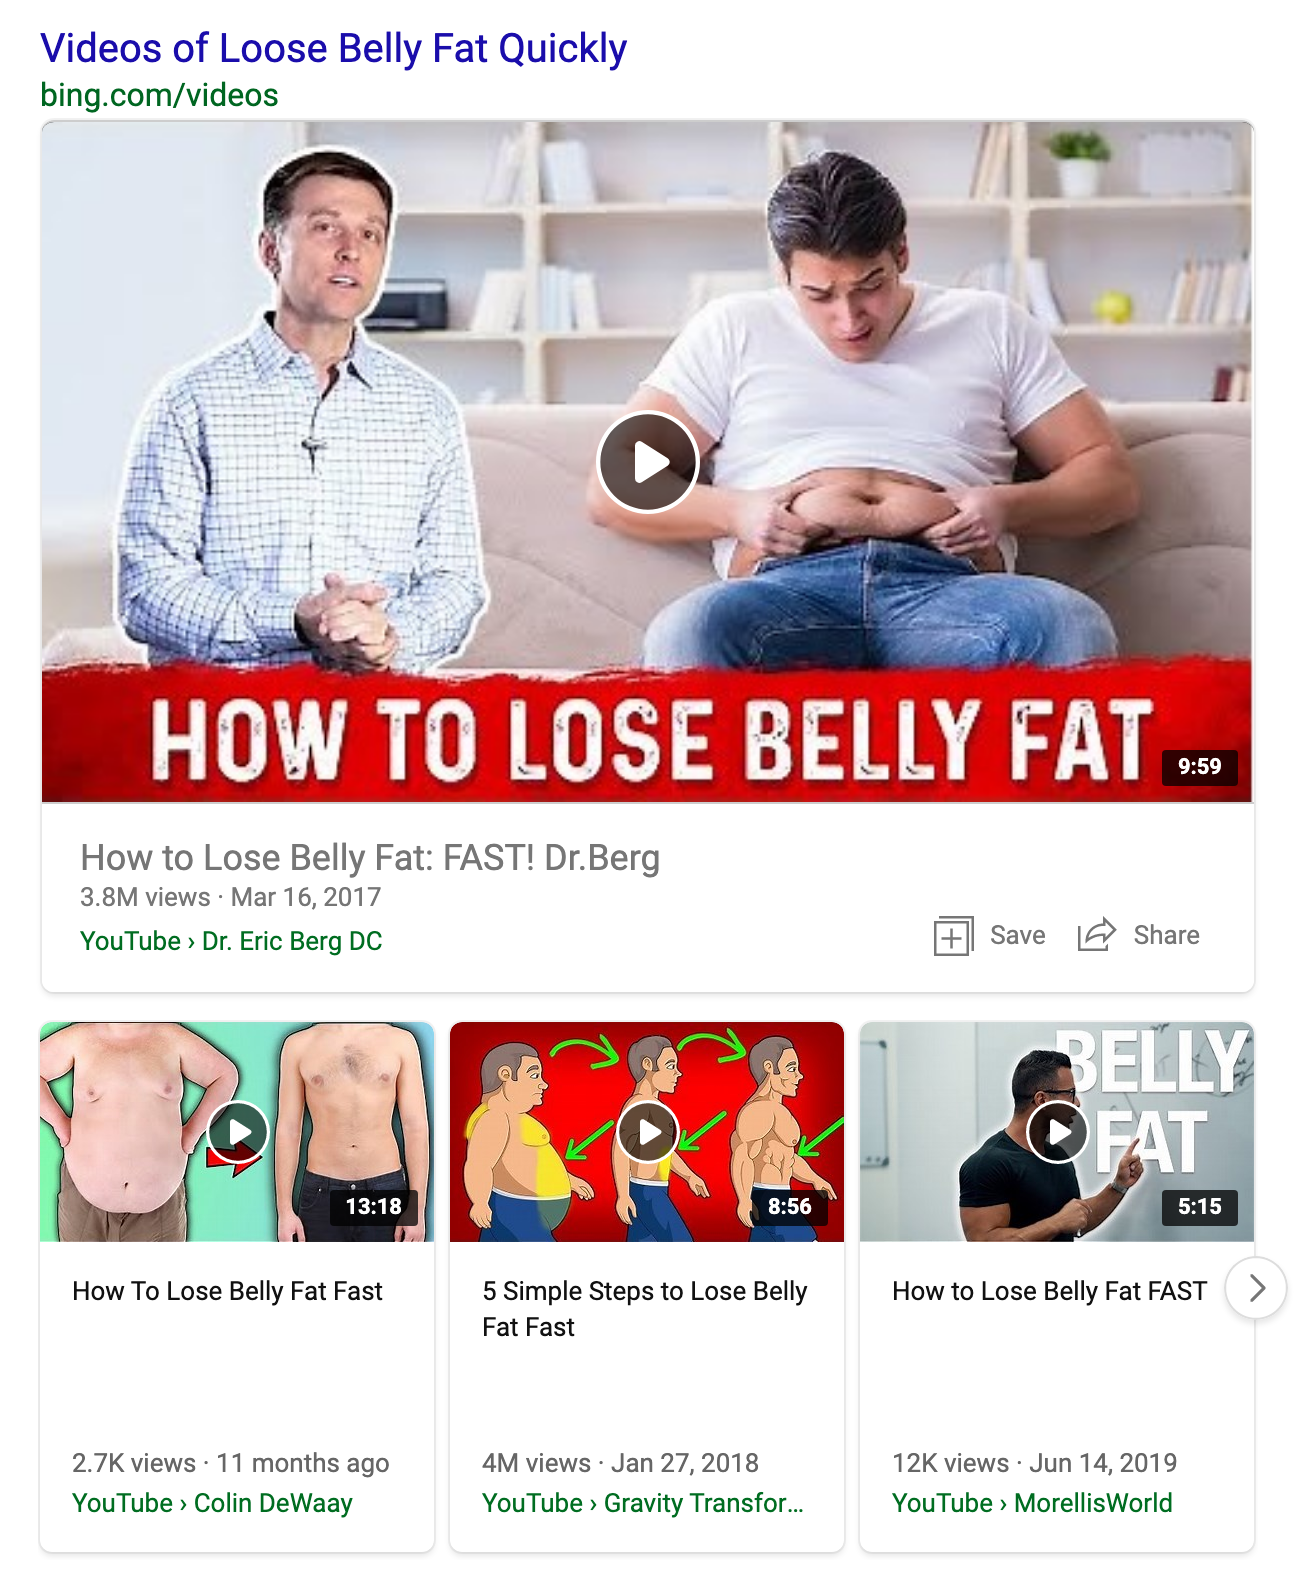 Videos of Loose Belly Fat Quickly
bing.com/videos
HOW TO LOSE BELLY FAT
9:59
How to Lose Belly Fat: FAST! Dr.Berg
3.8M views · Mar 16, 2017
YouTube › Dr. Eric Berg DC
Save
Share
13:18
How To Lose Belly Fat Fast
2.7K views · 11 months ago
YouTube › Colin DeWaay
8:56
5 Simple Steps to Lose Belly
Fat Fast
4M views · Jan 27, 2018
YouTube › Gravity Transfor...
BELLY
FAT
5:15
How to Lose Belly Fat FAST
12K views · Jun 14, 2019
YouTube › MorellisWorld